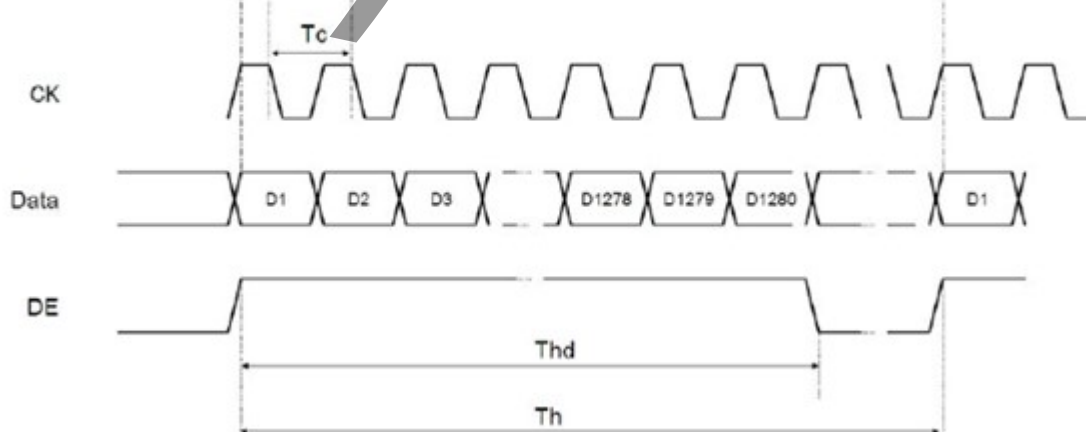 Tc
CK
Data D1 D2 D3 D1278 D1279 D1280 D1
DE
Thd
Th